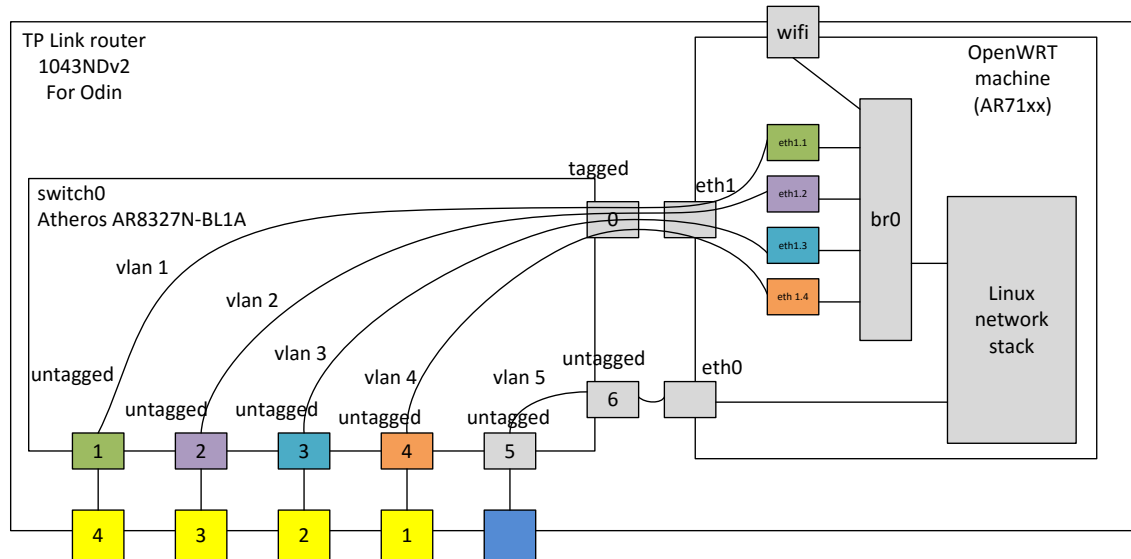 TP Link router
1043NDv2
For Odin
wifi
OpenWRT
machine
(AR71xx)
switch0
Atheros AR8327N-BL1A
tagged
eth1
0
eth1.1
eth1.2
eth1.3
eth 1.4
br0
Linux
network
stack
vlan 1
vlan 2
vlan 3
vlan 4
vlan 5
untagged
untagged
untagged
untagged
untagged
untagged
eth0
6
1
2
3
4
5
4
3
2
1